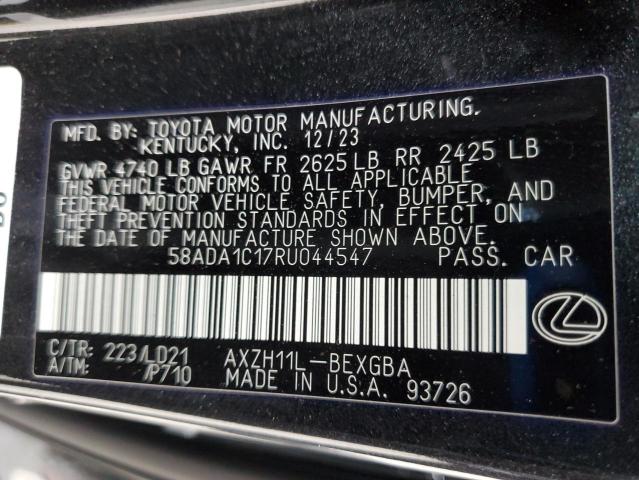 MFD. BY: TOYOTA MOTOR MANUFACTURING,
KENTUCKY, INC. 12/23
GVWR 4740 LB GAWR FR 2625 LB RR 2425 LB
THIS VEHICLE CONFORMS TO ALL APPLICABLE
FEDERAL MOTOR VEHICLE SAFETY, BUMPER, AND
THEFT PREVENTION STANDARDS IN EFFECT ON
THE DATE OF MANUFACTURE SHOWN ABOVE.
58ADA1C17RU044547 PASS. CAR
C/TR: 223/LD21 AXZH11L-BEXGBA
A/TM: /P710 MADE IN U.S.A. 93726